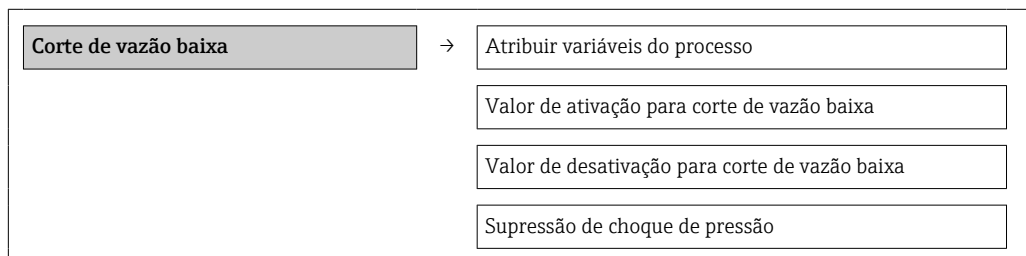 Corte de vazão baixa → Atribuir variáveis do processo
Valor de ativação para corte de vazão baixa
Valor de desativação para corte de vazão baixa
Supressão de choque de pressão